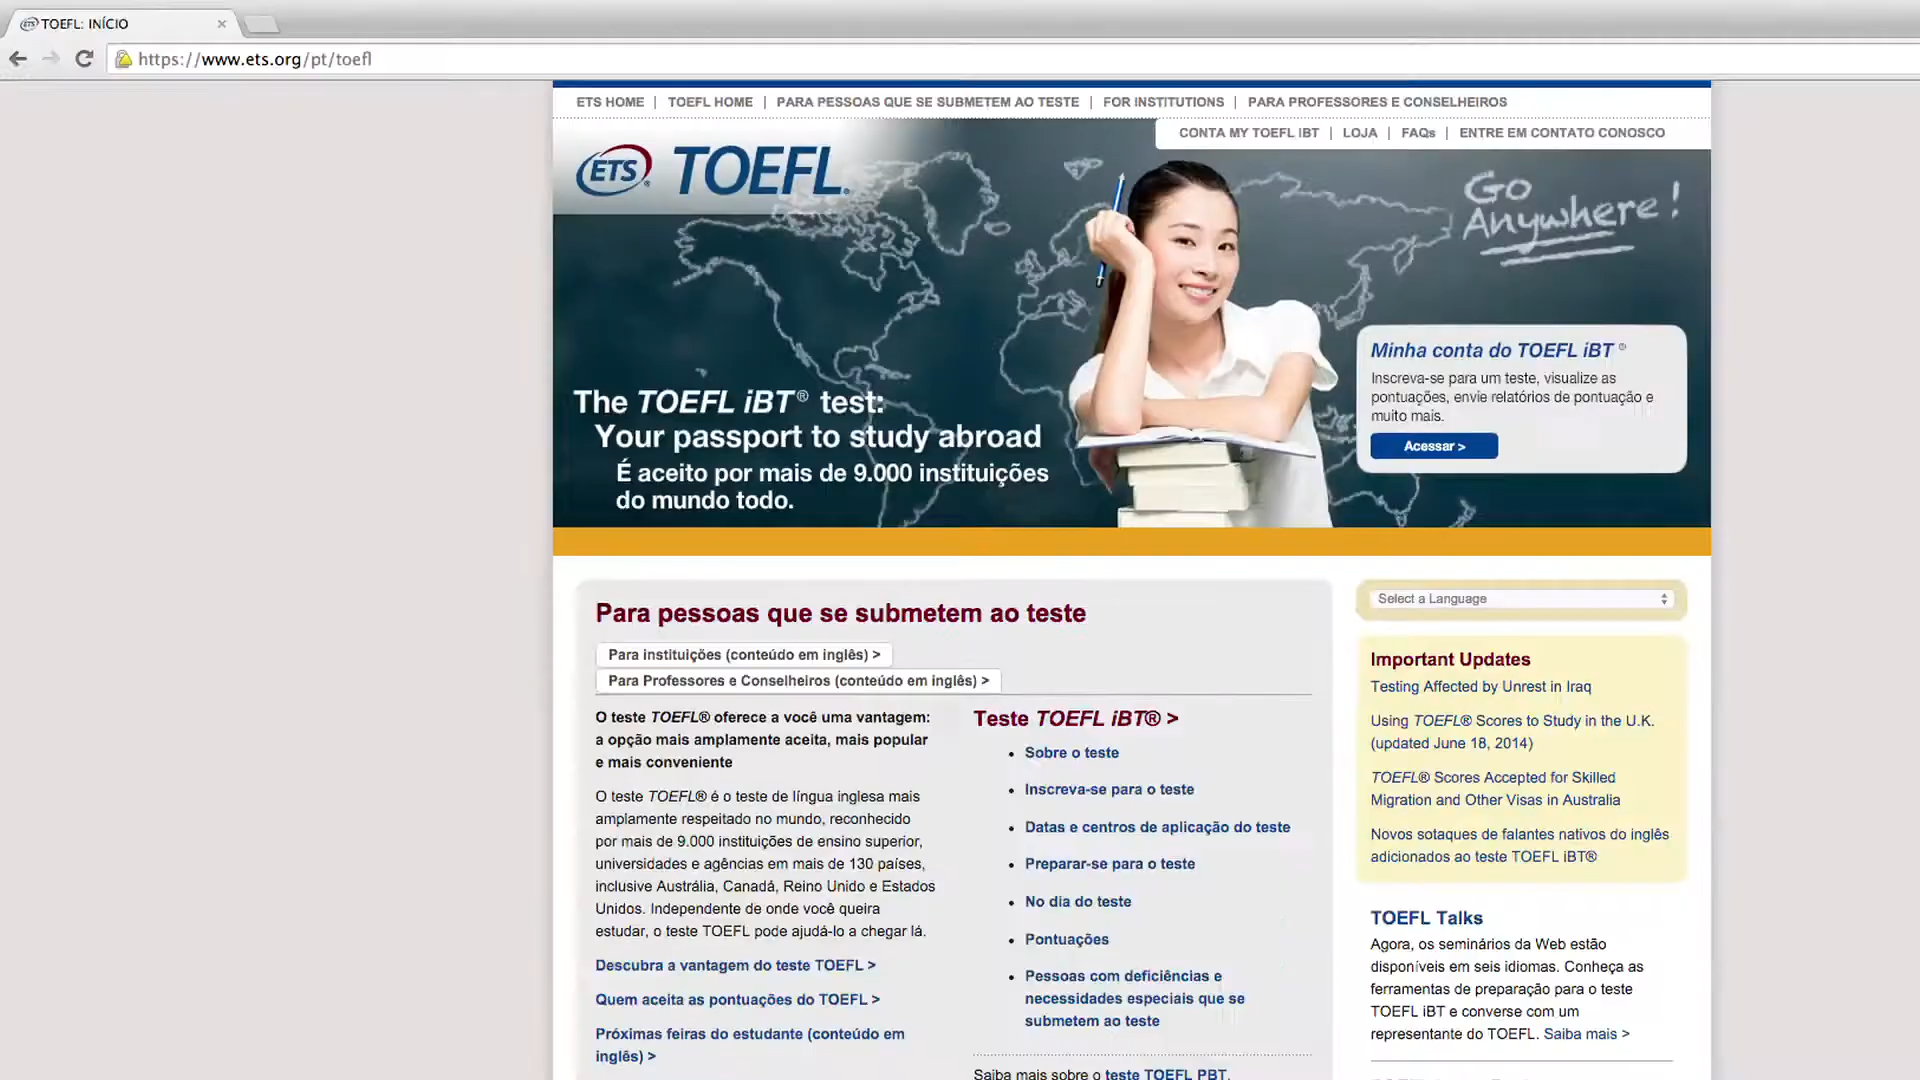 TOEFL: INÍCIO
https://www.ets.org/pt/toefl
ETS HOME | TOEFL HOME | PARA PESSOAS QUE SE SUBMETEM AO TESTE | FOR INSTITUTIONS | PARA PROFESSORES E CONSELHEIROS
CONTA MY TOEFL IBT | LOJA | FAQs | ENTRE EM CONTATO CONOSCO
ETS® TOEFL®
Go
Anywhere!
The TOEFL iBT® test:
Your passport to study abroad
É aceito por mais de 9.000 instituições
do mundo todo.
Minha conta do TOEFL iBT ®
Inscreva-se para um teste, visualize as
pontuações, envie relatórios de pontuação e
muito mais.
Acessar >
Para pessoas que se submetem ao teste
Para instituições (conteúdo em inglês) >
Para Professores e Conselheiros (conteúdo em inglês) >
O teste TOEFL® oferece a você uma vantagem:
a opção mais amplamente aceita, mais popular
e mais conveniente
O teste TOEFL® é o teste de língua inglesa mais
amplamente respeitado no mundo, reconhecido
por mais de 9.000 instituições de ensino superior,
universidades e agências em mais de 130 países,
inclusive Austrália, Canadá, Reino Unido e Estados
Unidos. Independente de onde você queira
estudar, o teste TOEFL pode ajudá-lo a chegar lá.
Descubra a vantagem do teste TOEFL >
Quem aceita as pontuações do TOEFL >
Próximas feiras do estudante (conteúdo em
inglês) >
Teste TOEFL iBT® >
• Sobre o teste
• Inscreva-se para o teste
• Datas e centros de aplicação do teste
• Preparar-se para o teste
• No dia do teste
• Pontuações
• Pessoas com deficiências e
necessidades especiais que se
submetem ao teste
Saiba mais sobre o teste TOEFL PBT.
Select a Language
Important Updates
Testing Affected by Unrest in Iraq
Using TOEFL® Scores to Study in the U.K.
(updated June 18, 2014)
TOEFL® Scores Accepted for Skilled
Migration and Other Visas in Australia
Novos sotaques de falantes nativos do inglês
adicionados ao teste TOEFL iBT®
TOEFL Talks
Agora, os seminários da Web estão
disponíveis em seis idiomas. Conheça as
ferramentas de preparação para o teste
TOEFL iBT e converse com um
representante do TOEFL. Saiba mais >